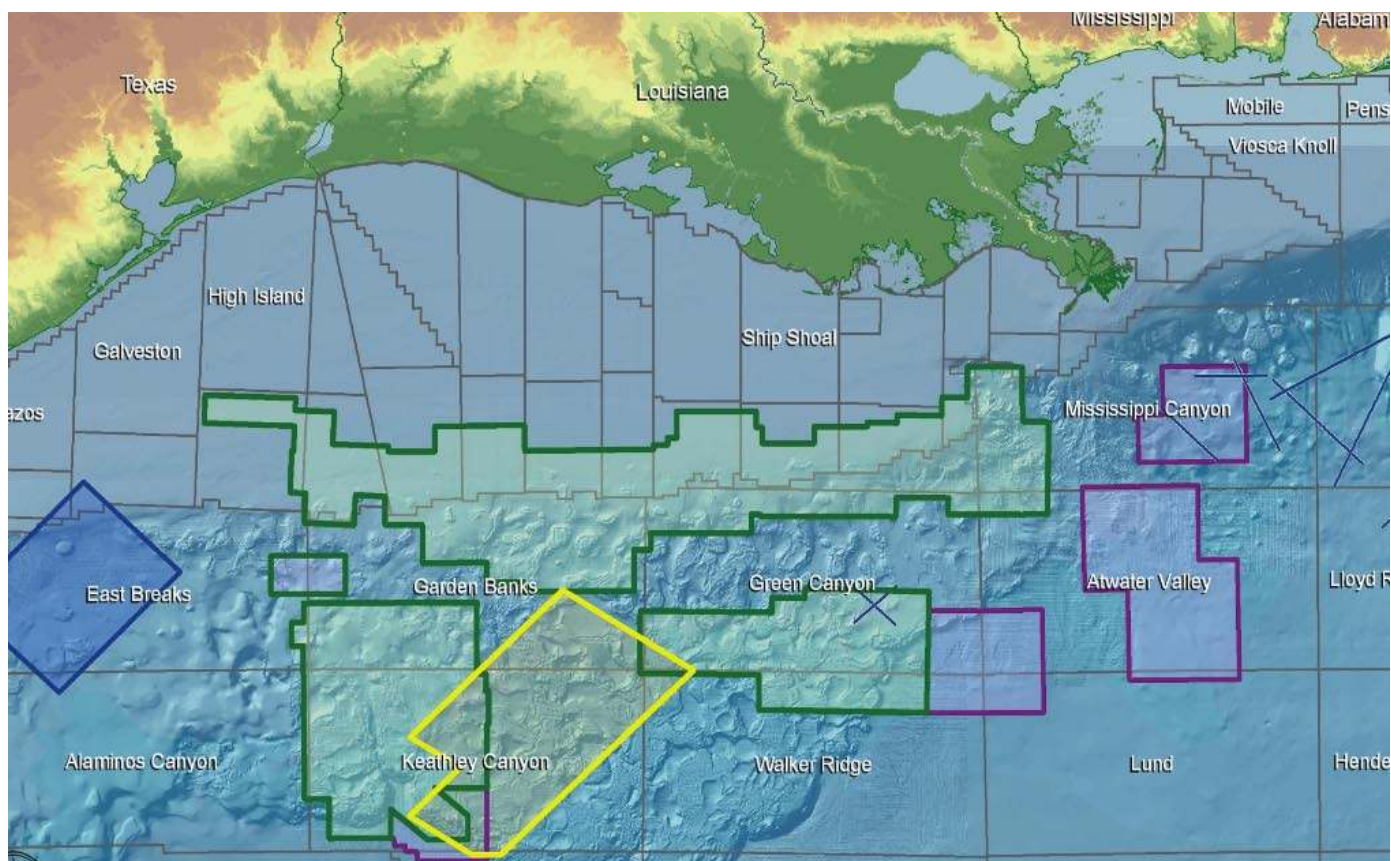 Mississippi
Alabam
Texas
Louisiana
Mobile
Pens
Viosca Knoll
High Island
Galveston
Ship Shoal
azos
Mississippi Canyon
East Breaks
Garden Banks
Green Canyon
Atwater Valley
Lloyd R
Alaminos Canyon
Keathley Canyon
Walker Ridge
Lund
Hende